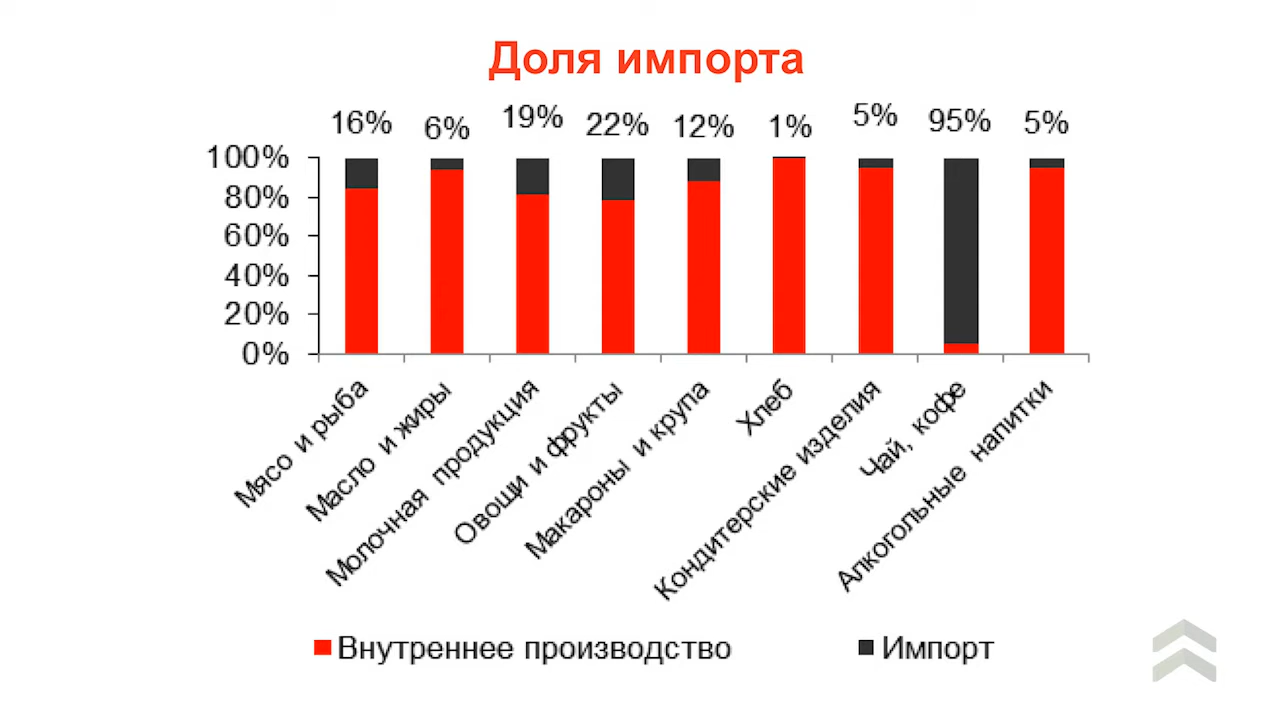 Доля импорта
16% 6% 19% 22% 12% 1% 5% 95% 5%
100%
80%
60%
40%
20%
0%
Мясо и рыба
Масло и жиры
Молочная продукция
Овощи и фрукты
Макароны и крупа
Хлеб
Кондитерские изделия
Чай, кофе
Алкогольные напитки
Внутреннее производство Импорт